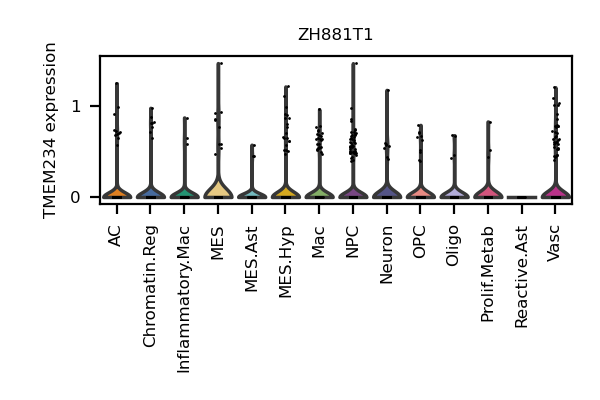 ZH881T1
TMEM234 expression
1
0
AC
Chromatin.Reg
Inflammatory.Mac
MES
MES.Ast
MES.Hyp
Mac
NPC
Neuron
OPC
Oligo
Prolif.Metab
Reactive.Ast
Vasc